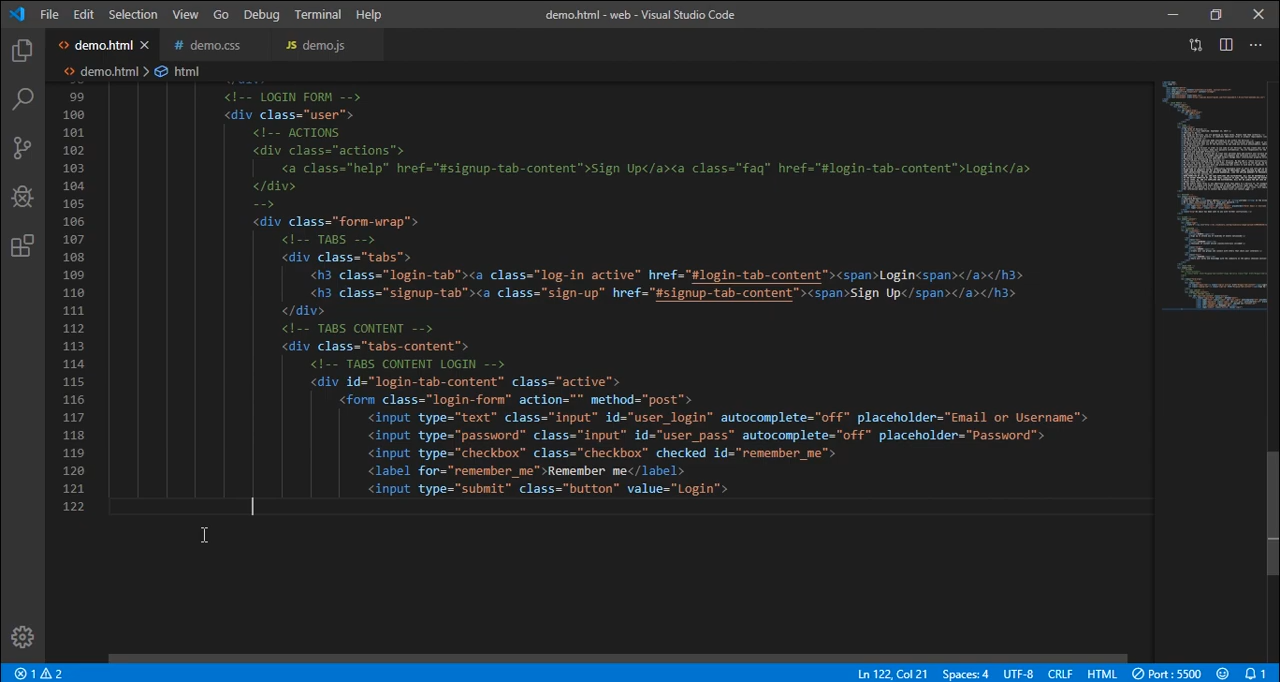 File Edit Selection View Go Debug Terminal Help demo.html - web - Visual Studio Code
<> demo.html # demo.css JS demo.js
<> demo.html > html
99 <!-- LOGIN FORM -->
100 <div class="user">
101 <!-- ACTIONS
102 <div class="actions">
103 <a class="help" href="#signup-tab-content">Sign Up</a><a class="faq" href="#login-tab-content">Login</a>
104 </div>
105 -->
106 <div class="form-wrap">
107 <!-- TABS -->
108 <div class="tabs">
109 <h3 class="login-tab"><a class="log-in active" href="#login-tab-content"><span>Login<span></a></h3>
110 <h3 class="signup-tab"><a class="sign-up" href="#signup-tab-content"><span>Sign Up</span></a></h3>
111 </div>
112 <!-- TABS CONTENT -->
113 <div class="tabs-content">
114 <!-- TABS CONTENT LOGIN -->
115 <div id="login-tab-content" class="active">
116 <form class="login-form" action="" method="post">
117 <input type="text" class="input" id="user_login" autocomplete="off" placeholder="Email or Username">
118 <input type="password" class="input" id="user_pass" autocomplete="off" placeholder="Password">
119 <input type="checkbox" class="checkbox" checked id="remember_me">
120 <label for="remember_me">Remember me</label>
121 <input type="submit" class="button" value="Login">
122
1 2 Ln 122, Col 21 Spaces: 4 UTF-8 CRLF HTML Port : 5500 1